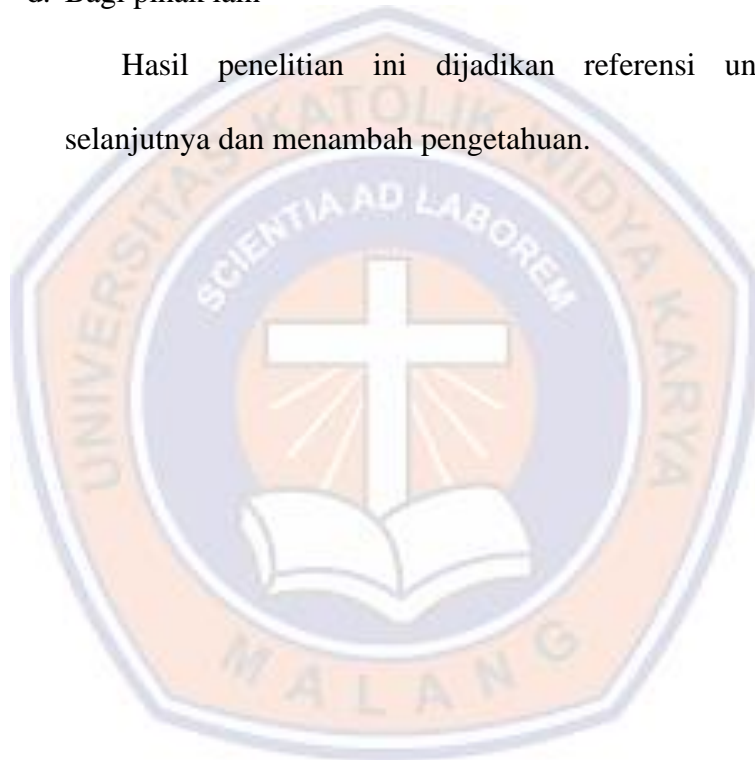 d. Bagi pihak lain
Hasil penelitian ini dijadikan referensi un
selanjutnya dan menambah pengetahuan.
UNIVERSITAS KATOLIK WIDYA KARYA
SCIENTIA AD LABOREM
MALANG